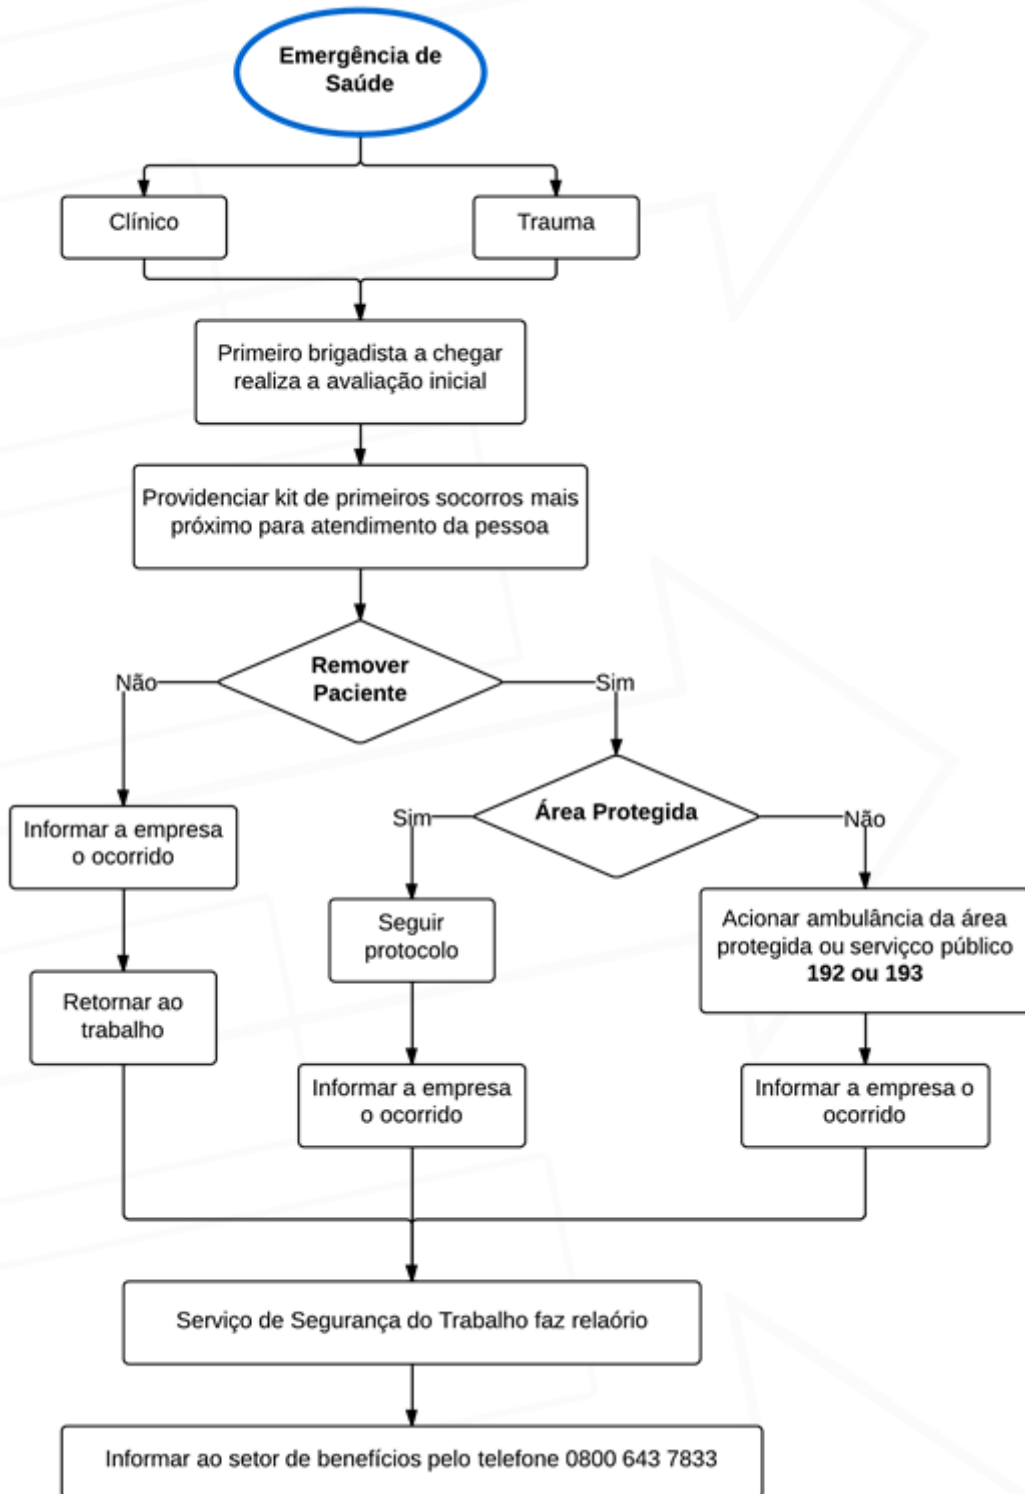 Emergência de
Saúde
Clínico
Trauma
Primeiro brigadista a chegar
realiza a avaliação inicial
Providenciar kit de primeiros socorros mais
próximo para atendimento da pessoa
Remover
Paciente
Não
Sim
Área Protegida
Sim
Não
Informar a empresa
o ocorrido
Seguir
protocolo
Acionar ambulância da área
protegida ou serviçco público
192 ou 193
Retornar ao
trabalho
Informar a empresa
o ocorrido
Informar a empresa o
ocorrido
Serviço de Segurança do Trabalho faz relaório
Informar ao setor de benefícios pelo telefone 0800 643 7833